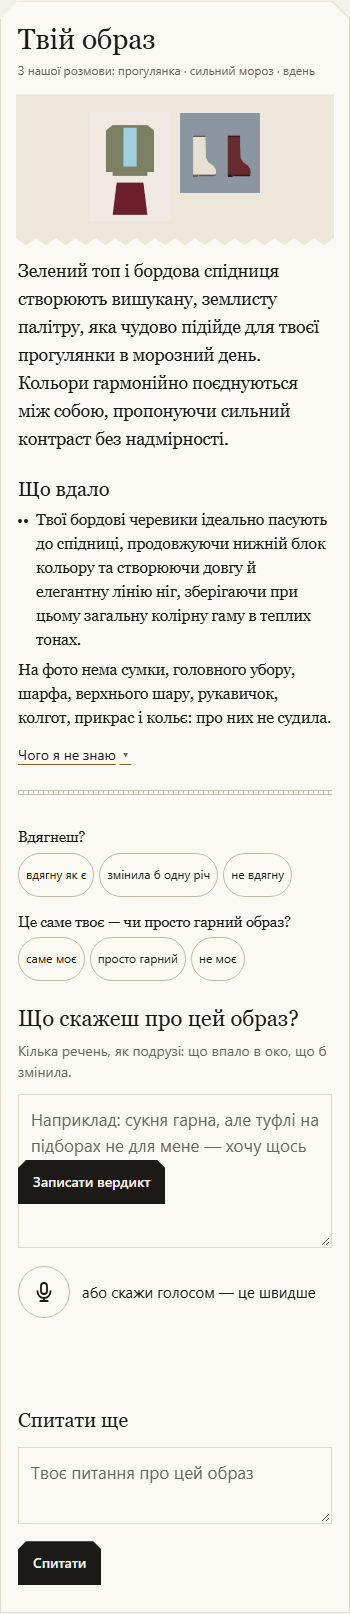 Твій образ
З нашої розмови: прогулянка · сильний мороз · вдень
Зелений топ і бордова спідниця
створюють вишукану, землисту
палітру, яка чудово підійде для твоєї
прогулянки в морозний день.
Кольори гармонійно поєднуються
між собою, пропонуючи сильний
контраст без надмірності.
Що вдало
Твої бордові черевики ідеально пасують
до спідниці, продовжуючи нижній блок
кольору та створюючи довгу й
елегантну лінію ніг, зберігаючи при
цьому загальну колірну гаму в теплих
тонах.
На фото нема сумки, головного убору,
шарфа, верхнього шару, рукавичок,
колгот, прикрас і кольє: про них не судила.
Чого я не знаю ▾
Вдягнеш?
вдягну як є
змінила б одну річ
не вдягну
Це саме твоє — чи просто гарний образ?
саме моє
просто гарний
не моє
Що скажеш про цей образ?
Кілька речень, як подрузі: що впало в око, що б
змінила.
Наприклад: сукня гарна, але туфлі на
підборах не для мене — хочу щось
Записати вердикт
або скажи голосом — це швидше
Спитати ще
Твоє питання про цей образ
Спитати